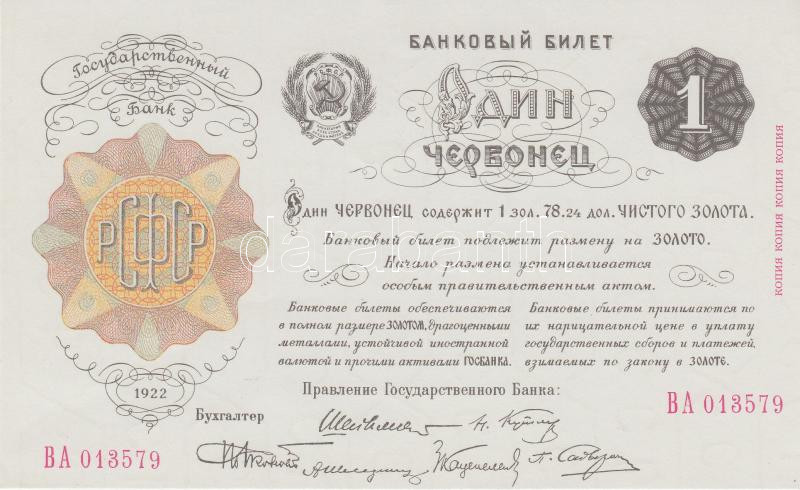 Государственный
Банк
РСФСР
1922
ВА 013579
БАНКОВЫЙ БИЛЕТ
РСФСР
1
ОДИН
ЧЕРВОНЕЦ
Один ЧЕРВОНЕЦ содержит 1 зол. 78.24 дол. ЧИСТОГО ЗОЛОТА.
Банковый билет подлежит размену на ЗОЛОТО.
Начало размена устанавливается
особым правительственным актом.
Банковые билеты обеспечиваются
в полном размере ЗОЛОТОМ, драгоценными
металлами, устойчивой иностранной
валютой и прочими активами ГОСБАНКА.
Банковые билеты принимаются по
их нарицательной цене в уплату
государственных сборов и платежей,
взимаемых по закону в ЗОЛОТЕ.
Правление Государственного Банка:
Бухгалтер
ВА 013579
КОПИЯ КОПИЯ КОПИЯ КОПИЯ
darabanth